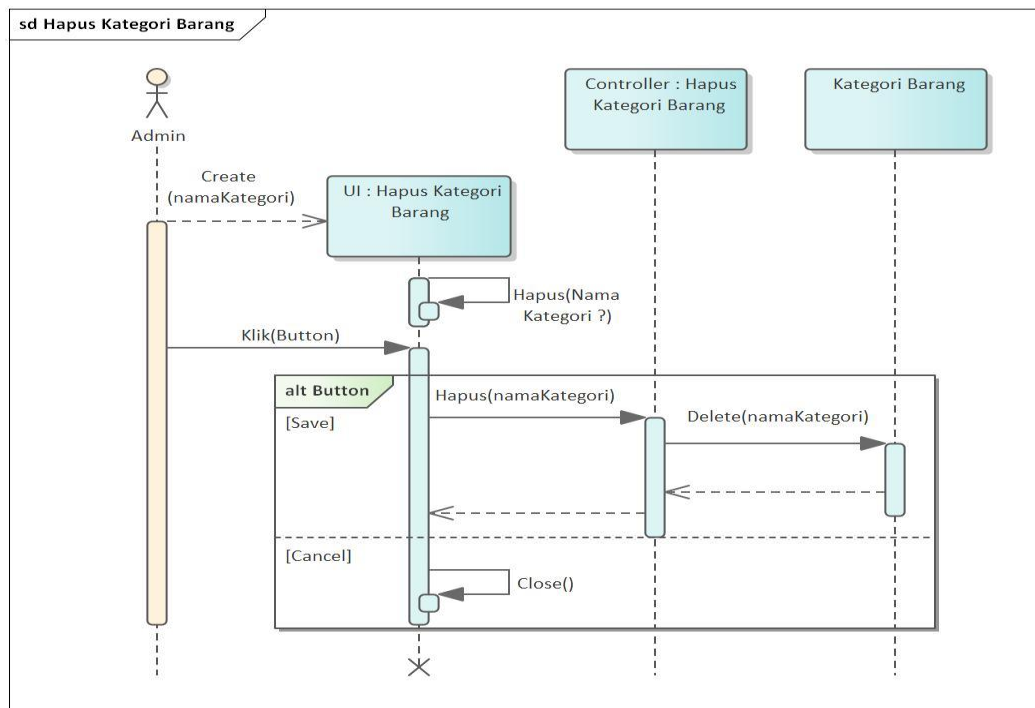 sd Hapus Kategori Barang
Admin
Controller : Hapus
Kategori Barang
Kategori Barang
Create
(namaKategori)
UI : Hapus Kategori
Barang
Hapus(Nama
Kategori ?)
Klik(Button)
alt Button
[Save]
Hapus(namaKategori)
Delete(namaKategori)
[Cancel]
Close()